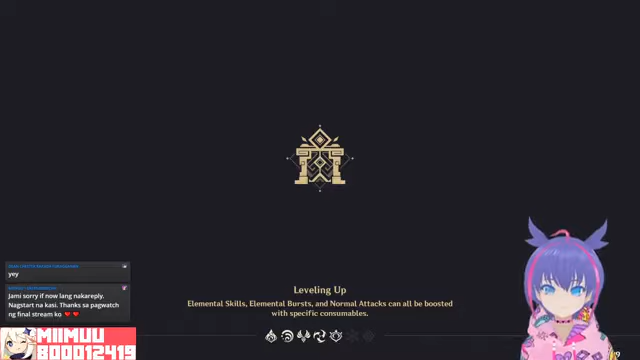 yey
Jami sorry if now lang nakareply.
Nagstart na kasi. Thanks sa pagwatch
ng final stream ko ❤️❤️
Leveling Up
Elemental Skills, Elemental Bursts, and Normal Attacks can all be boosted
with specific consumables.
MIIMUU
800012419